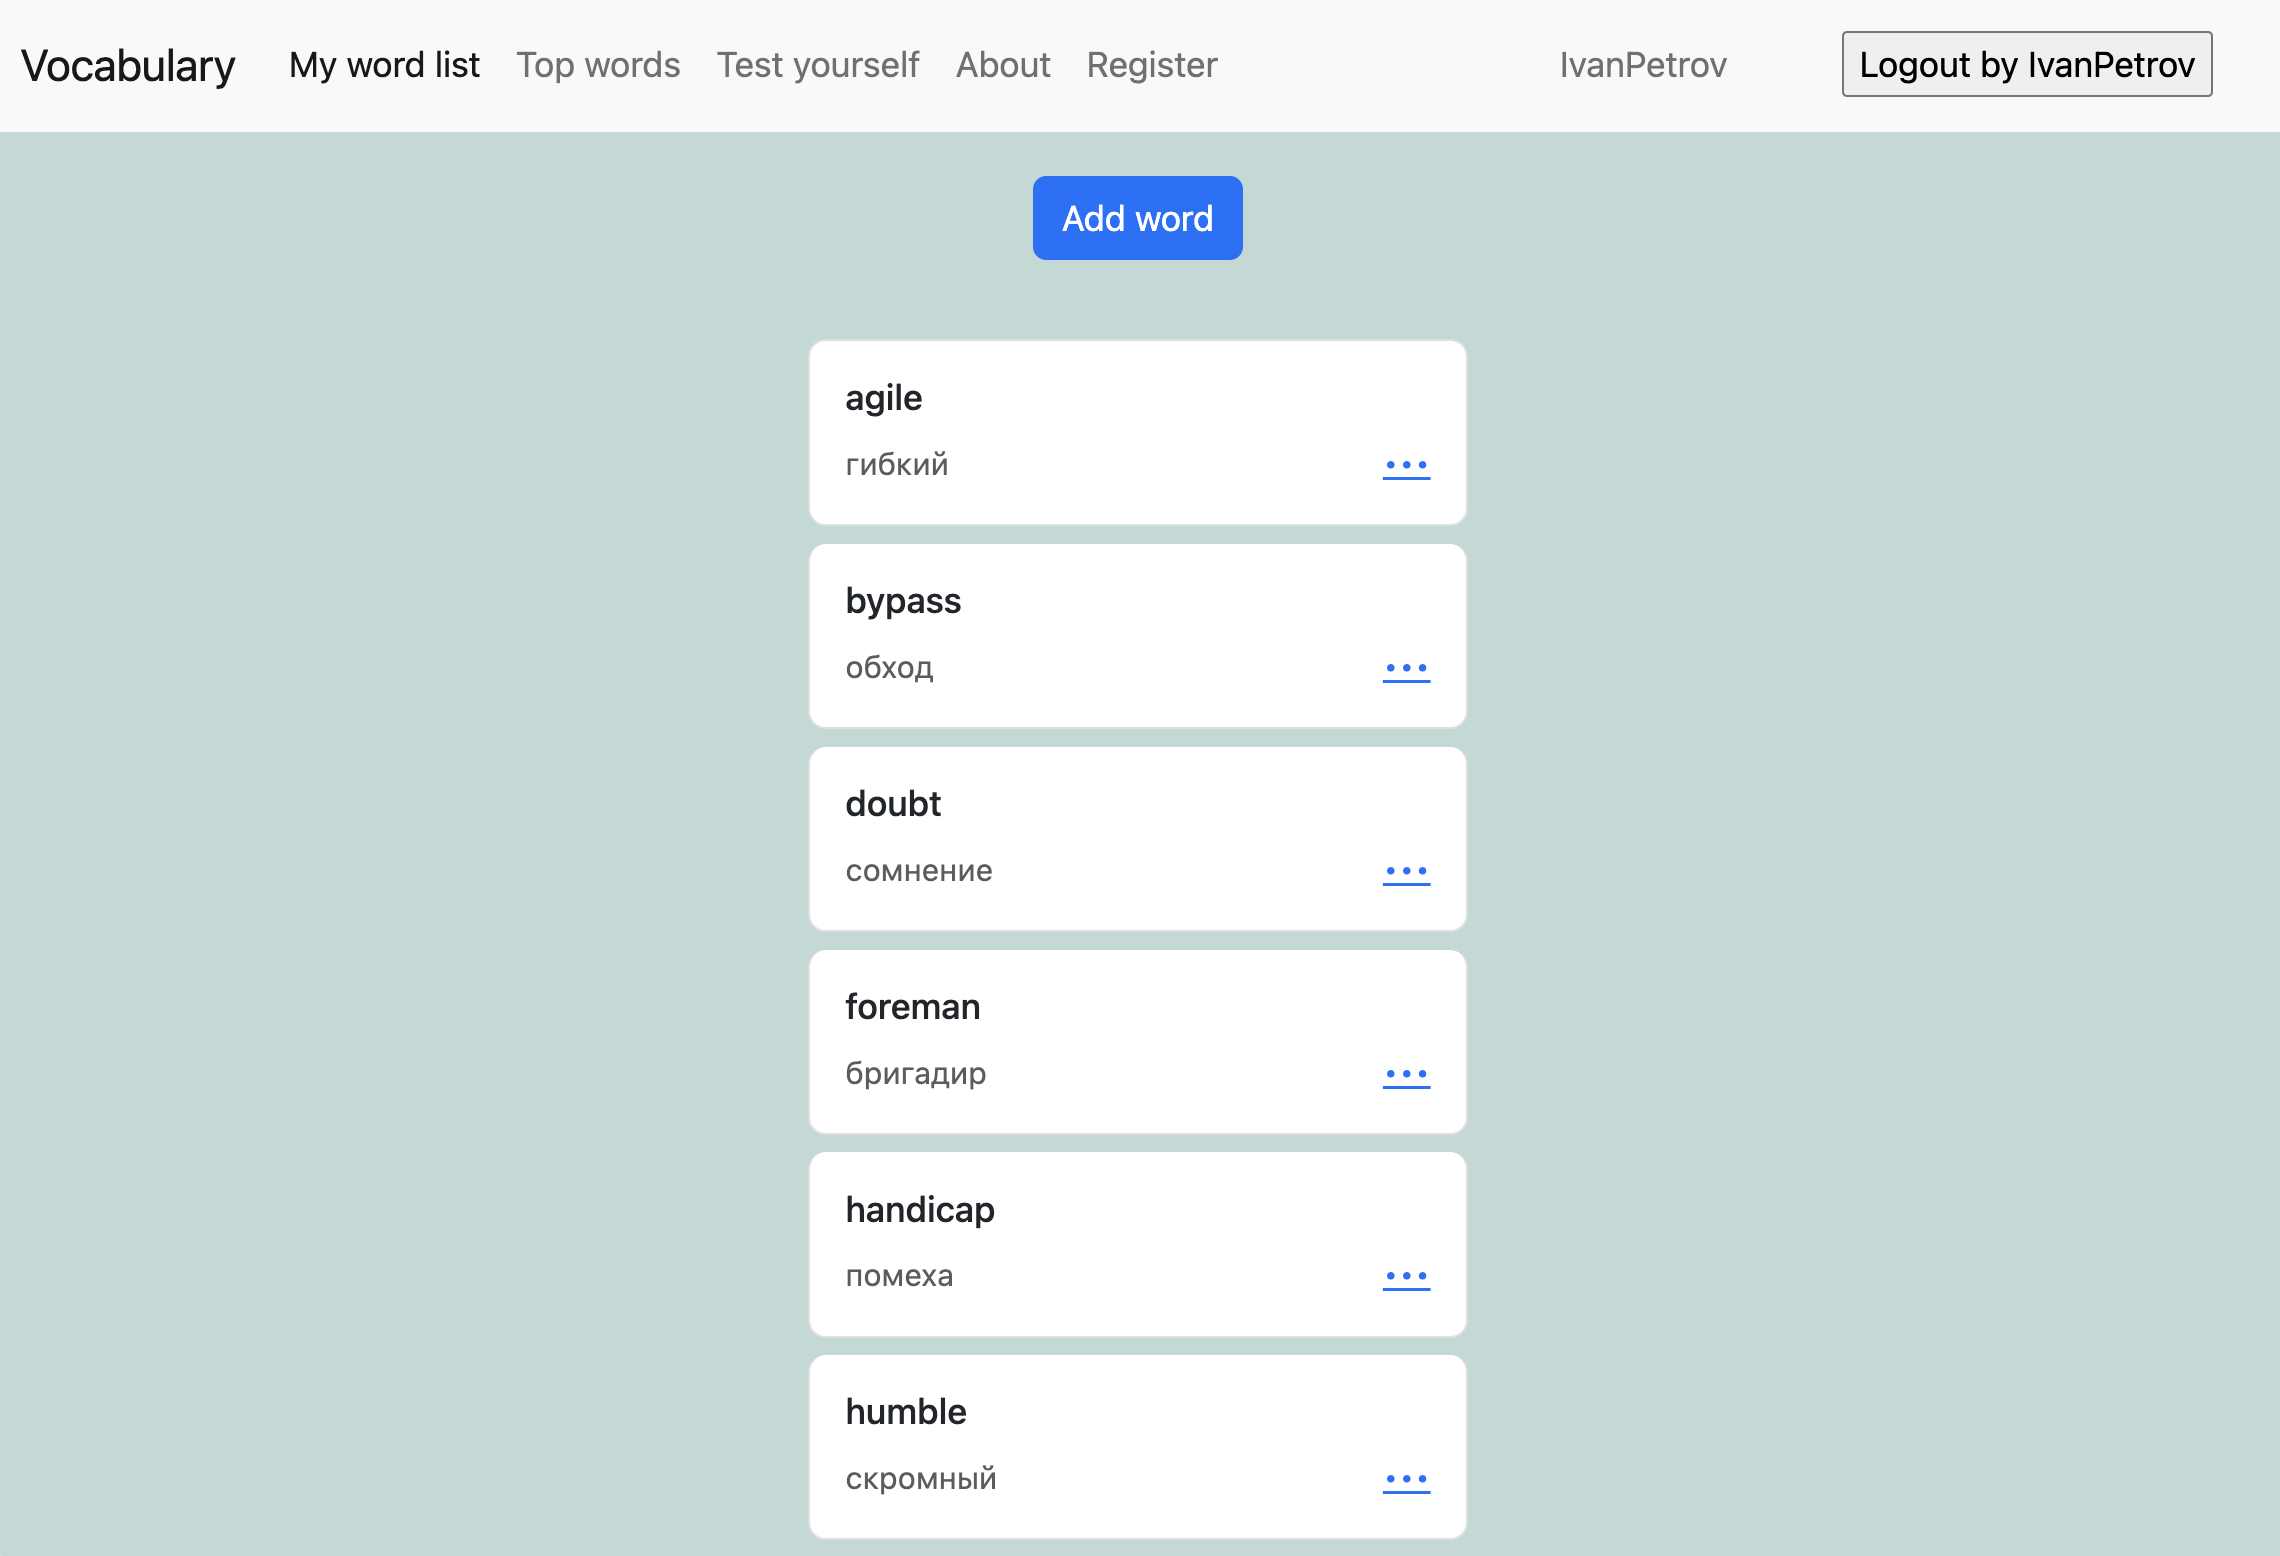 Vocabulary My word list Top words Test yourself About Register IvanPetrov Logout by IvanPetrov
Add word
agile
гибкий
...
bypass
обход
...
doubt
сомнение
...
foreman
бригадир
...
handicap
помеха
...
humble
скромный
...